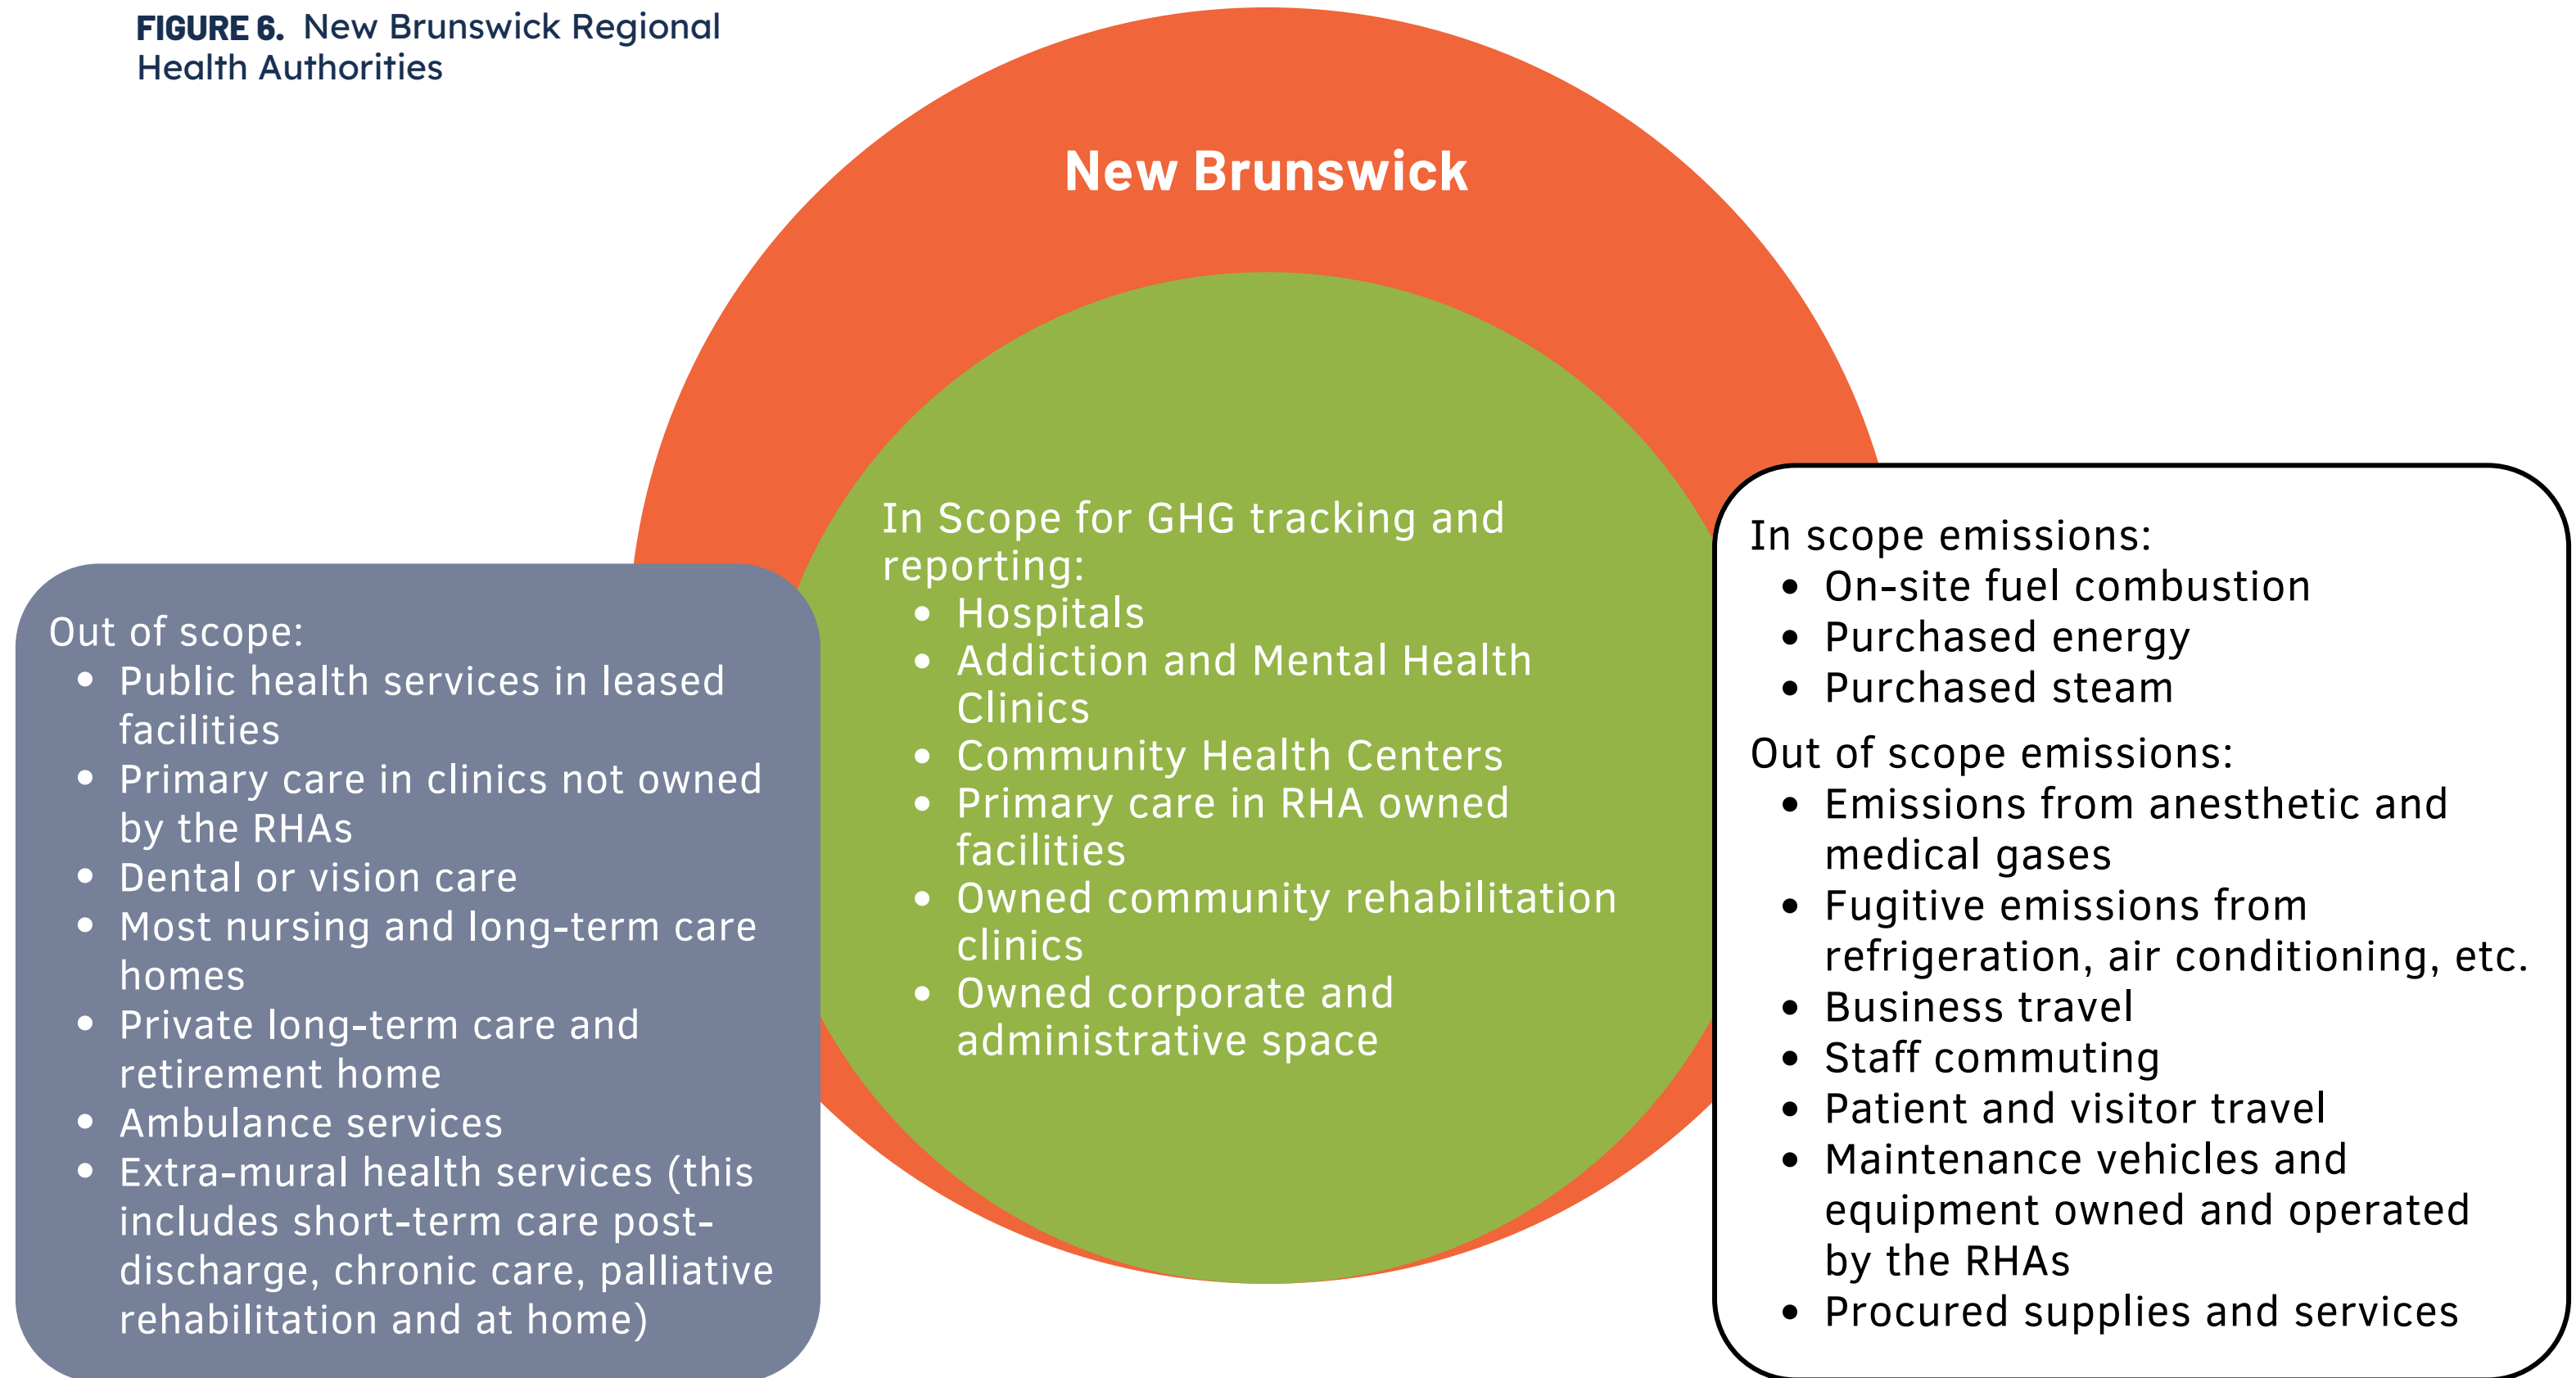 FIGURE 6. New Brunswick Regional
Health Authorities
New Brunswick
Out of scope:
• Public health services in leased
facilities
• Primary care in clinics not owned
by the RHAs
• Dental or vision care
• Most nursing and long-term care
homes
• Private long-term care and
retirement home
• Ambulance services
• Extra-mural health services (this
includes short-term care post-
discharge, chronic care, palliative
rehabilitation and at home)
In Scope for GHG tracking and
reporting:
• Hospitals
• Addiction and Mental Health
Clinics
• Community Health Centers
• Primary care in RHA owned
facilities
• Owned community rehabilitation
clinics
• Owned corporate and
administrative space
In scope emissions:
• On-site fuel combustion
• Purchased energy
• Purchased steam
Out of scope emissions:
• Emissions from anesthetic and
medical gases
• Fugitive emissions from
refrigeration, air conditioning, etc.
• Business travel
• Staff commuting
• Patient and visitor travel
• Maintenance vehicles and
equipment owned and operated
by the RHAs
• Procured supplies and services